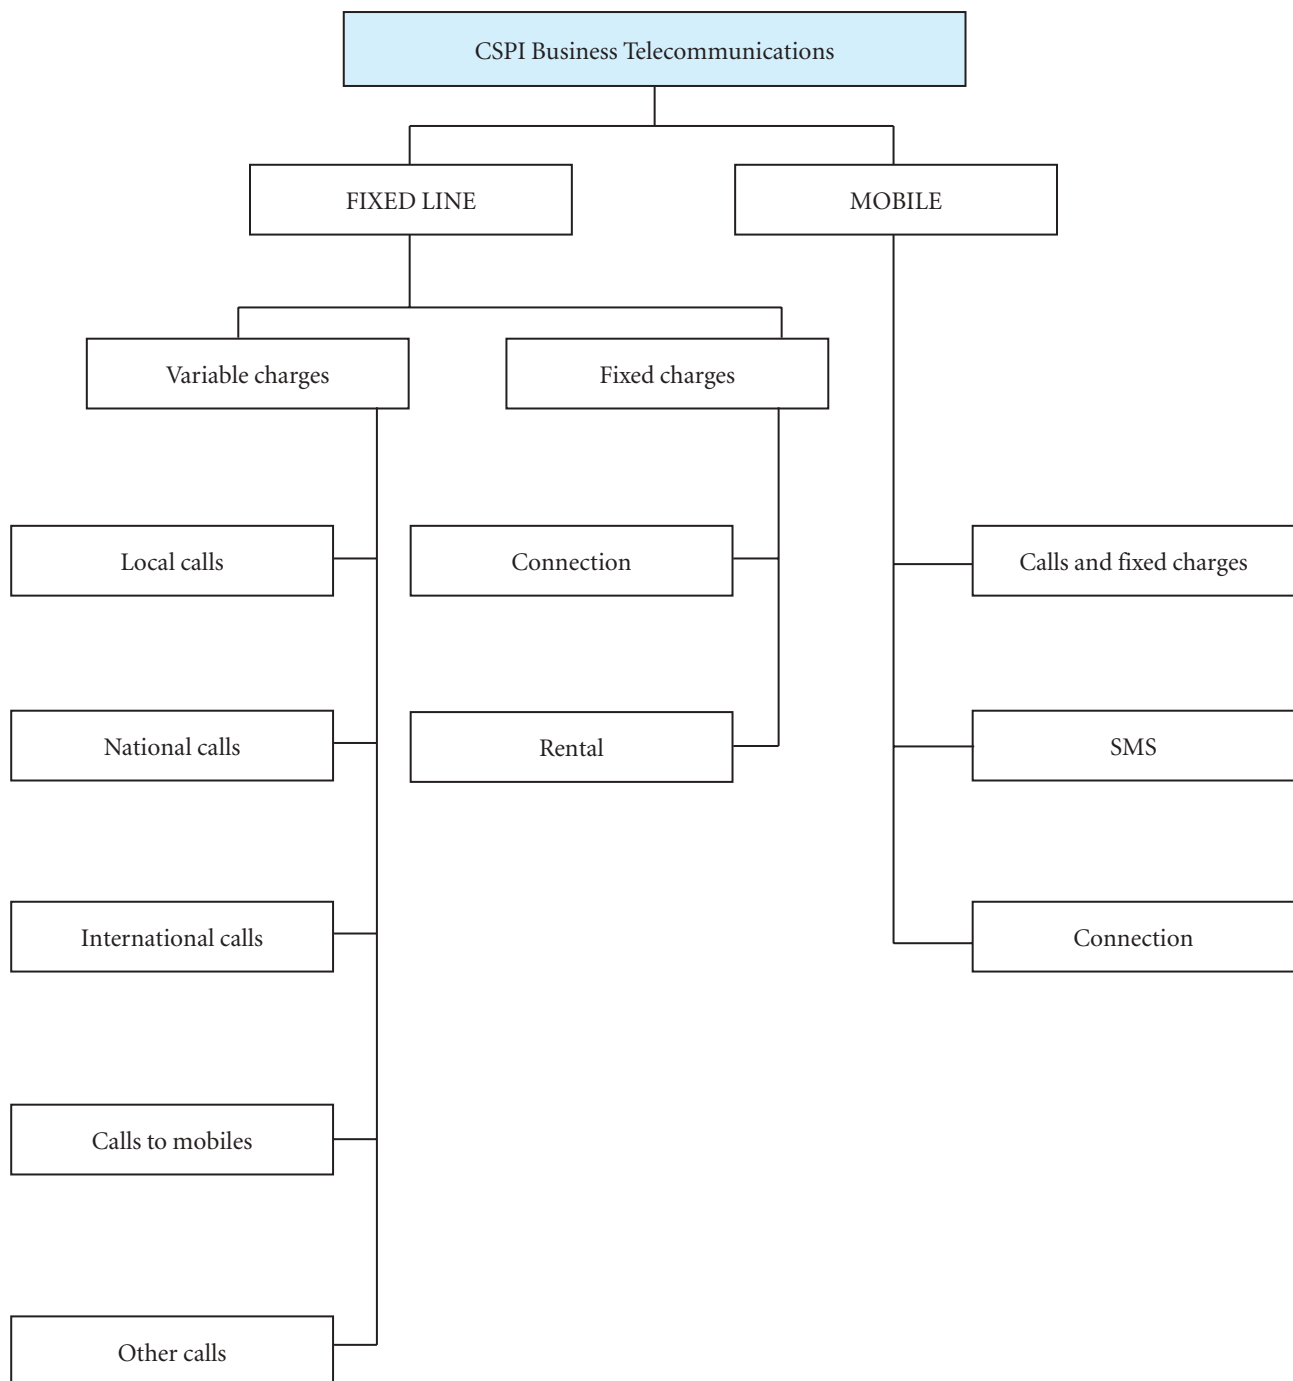 CSPI Business Telecommunications
FIXED LINE
MOBILE
Variable charges
Fixed charges
Local calls
Connection
Calls and fixed charges
National calls
Rental
SMS
International calls
Connection
Calls to mobiles
Other calls